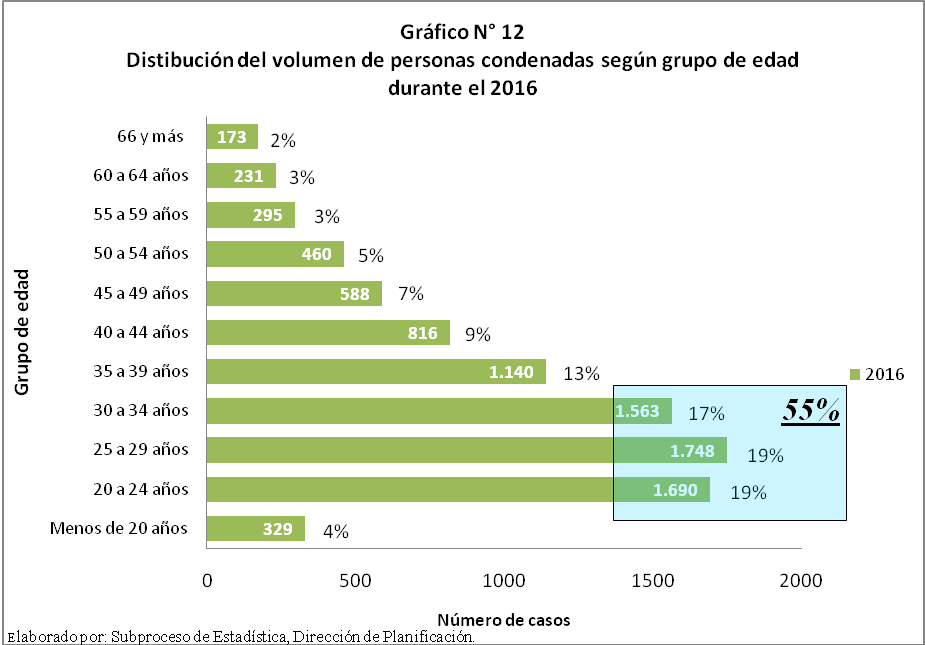 Gráfico N° 12
Distibución del volumen de personas condenadas según grupo de edad
durante el 2016
Grupo de edad
66 y más 173 2%
60 a 64 años 231 3%
55 a 59 años 295 3%
50 a 54 años 460 5%
45 a 49 años 588 7%
40 a 44 años 816 9%
35 a 39 años 1.140 13%
2016
30 a 34 años 1.563 17% 55%
25 a 29 años 1.748 19%
20 a 24 años 1.690 19%
Menos de 20 años 329 4%
0 500 1000 1500 2000
Número de casos
Elaborado por: Subproceso de Estadística, Dirección de Planificación.